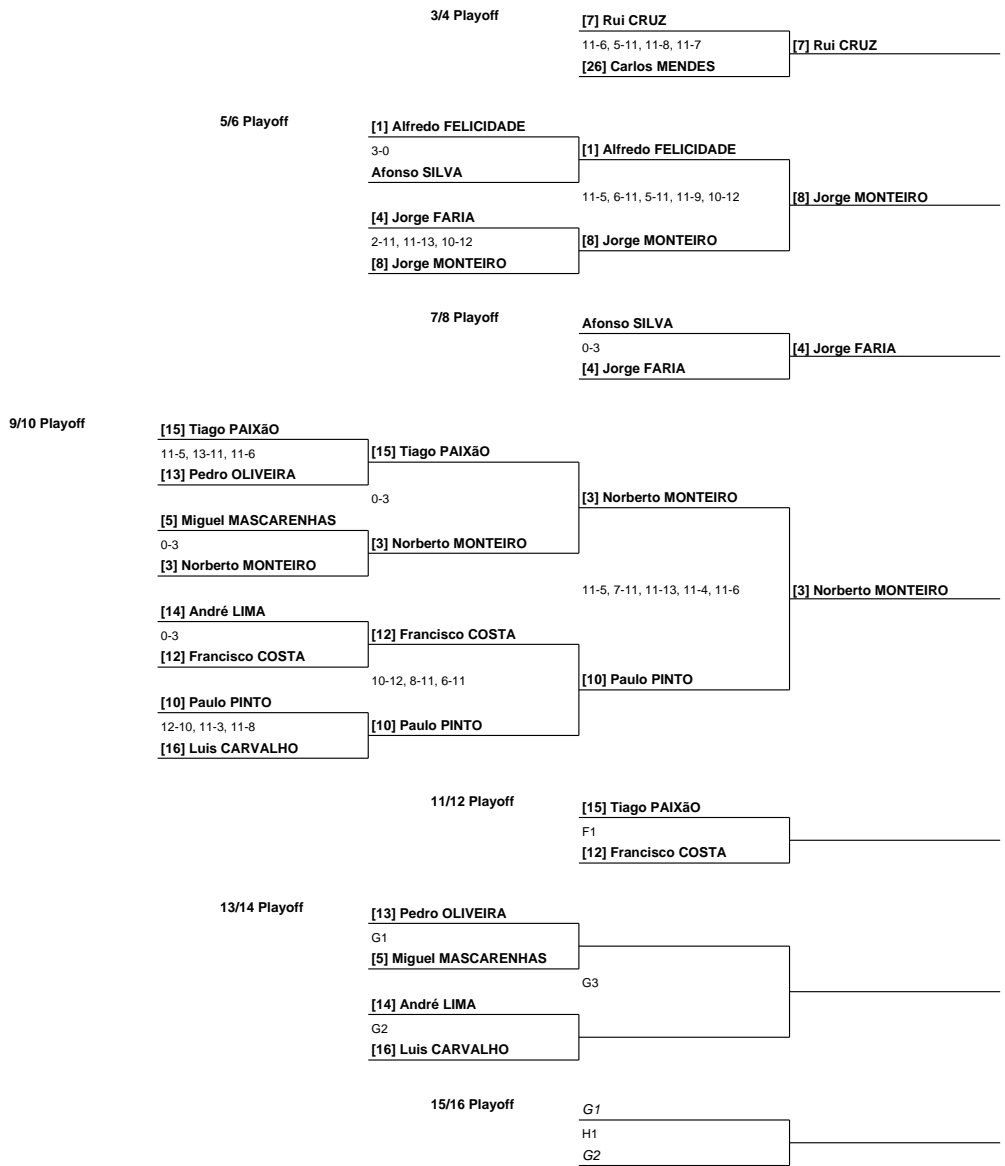 3/4 Playoff
[7] Rui CRUZ
11-6, 5-11, 11-8, 11-7
[7] Rui CRUZ
[26] Carlos MENDES
5/6 Playoff
[1] Alfredo FELICIDADE
3-0
[1] Alfredo FELICIDADE
Afonso SILVA
11-5, 6-11, 5-11, 11-9, 10-12
[8] Jorge MONTEIRO
[4] Jorge FARIA
2-11, 11-13, 10-12
[8] Jorge MONTEIRO
[8] Jorge MONTEIRO
7/8 Playoff
Afonso SILVA
0-3
[4] Jorge FARIA
[4] Jorge FARIA
9/10 Playoff
[15] Tiago PAIXãO
11-5, 13-11, 11-6
[15] Tiago PAIXãO
[13] Pedro OLIVEIRA
0-3
[3] Norberto MONTEIRO
[5] Miguel MASCARENHAS
0-3
[3] Norberto MONTEIRO
[3] Norberto MONTEIRO
11-5, 7-11, 11-13, 11-4, 11-6
[3] Norberto MONTEIRO
[14] André LIMA
0-3
[12] Francisco COSTA
[12] Francisco COSTA
10-12, 8-11, 6-11
[10] Paulo PINTO
[10] Paulo PINTO
12-10, 11-3, 11-8
[10] Paulo PINTO
[16] Luis CARVALHO
11/12 Playoff
[15] Tiago PAIXãO
F1
[12] Francisco COSTA
13/14 Playoff
[13] Pedro OLIVEIRA
G1
[5] Miguel MASCARENHAS
G3
[14] André LIMA
G2
[16] Luis CARVALHO
15/16 Playoff
G1
H1
G2